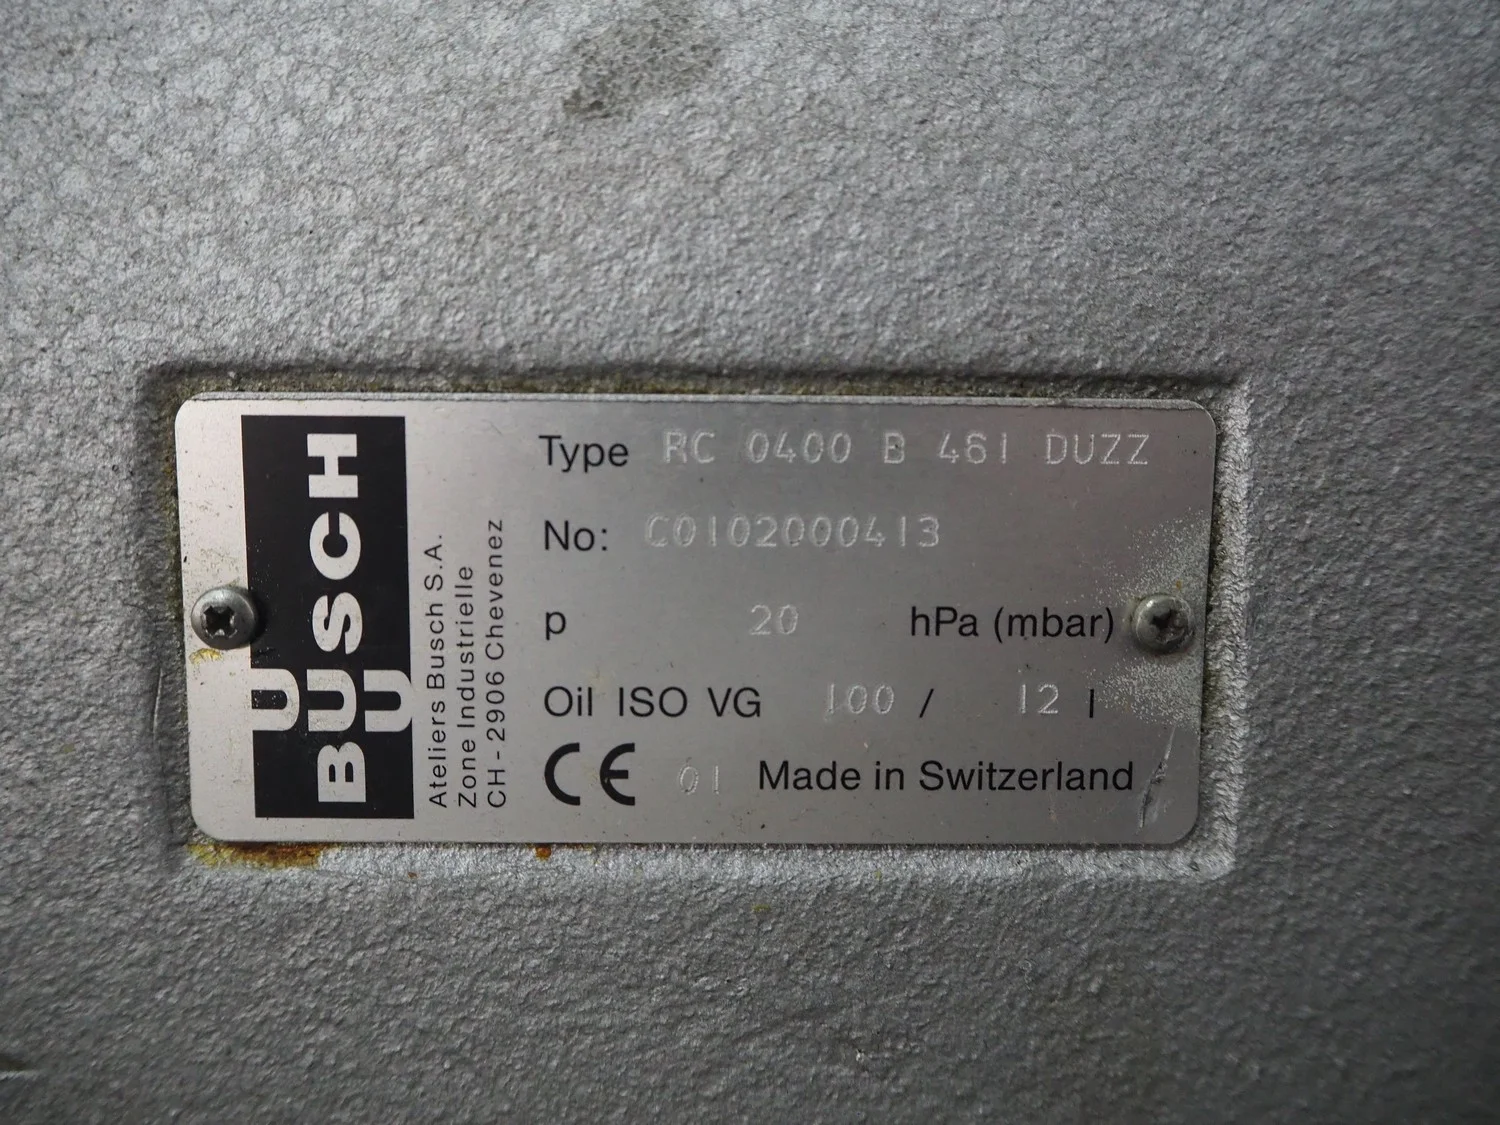 BUSCH
Ateliers Busch S.A.
Zone Industrielle
CH - 2906 Chevenez
Type RC 0400 B 461 DUZZ
No: C0102000413
p 20 hPa (mbar)
Oil ISO VG 100 / 12 l
CE 01 Made in Switzerland